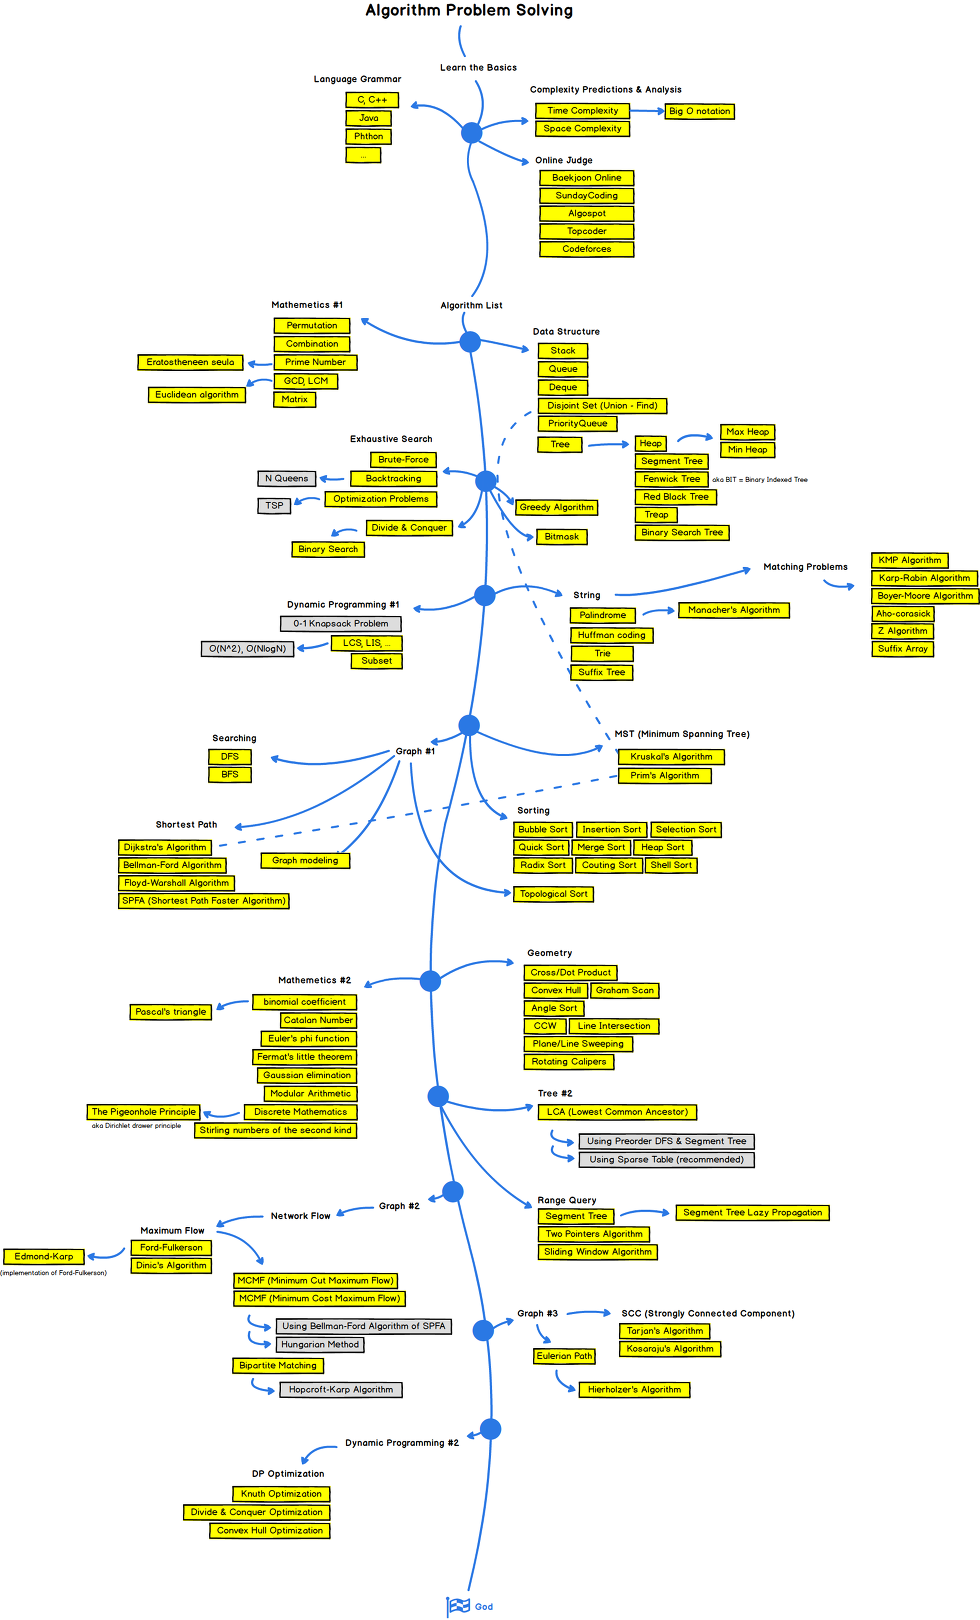 Algorithm Problem Solving
Learn the Basics
Language Grammar
C, C++
Java
Phthon
...
Complexity Predictions & Analysis
Time Complexity
Big O notation
Space Complexity
Online Judge
Baekjoon Online
SundayCoding
Algospot
Topcoder
Codeforces
Algorithm List
Mathemetics #1
Permutation
Combination
Prime Number
Eratostheneen seula
GCD, LCM
Euclidean algorithm
Matrix
Data Structure
Stack
Queue
Deque
Disjoint Set (Union - Find)
PriorityQueue
Tree
Heap
Max Heap
Min Heap
Segment Tree
Fenwick Tree
aka BIT = Binary Indexed Tree
Red Black Tree
Treap
Binary Search Tree
Exhaustive Search
Brute-Force
Backtracking
N Queens
Optimization Problems
TSP
Divide & Conquer
Binary Search
Greedy Algorithm
Bitmask
Dynamic Programming #1
0-1 Knapsack Problem
LCS, LIS, ...
O(N^2), O(NlogN)
Subset
String
Palindrome
Manacher's Algorithm
Huffman coding
Trie
Suffix Tree
Matching Problems
KMP Algorithm
Karp-Rabin Algorithm
Boyer-Moore Algorithm
Aho-corasick
Z Algorithm
Suffix Array
Graph #1
Searching
DFS
BFS
Shortest Path
Dijkstra's Algorithm
Bellman-Ford Algorithm
Floyd-Warshall Algorithm
SPFA (Shortest Path Faster Algorithm)
Graph modeling
MST (Minimum Spanning Tree)
Kruskal's Algorithm
Prim's Algorithm
Sorting
Bubble Sort
Insertion Sort
Selection Sort
Quick Sort
Merge Sort
Heap Sort
Radix Sort
Couting Sort
Shell Sort
Topological Sort
Mathemetics #2
binomial coefficient
Pascal's triangle
Catalan Number
Euler's phi function
Fermat's little theorem
Gaussian elimination
Modular Arithmetic
Discrete Mathematics
The Pigeonhole Principle
aka Dirichlet drawer principle
Stirling numbers of the second kind
Geometry
Cross/Dot Product
Convex Hull
Graham Scan
Angle Sort
CCW
Line Intersection
Plane/Line Sweeping
Rotating Calipers
Tree #2
LCA (Lowest Common Ancestor)
Using Preorder DFS & Segment Tree
Using Sparse Table (recommended)
Range Query
Segment Tree
Segment Tree Lazy Propagation
Two Pointers Algorithm
Sliding Window Algorithm
Graph #2
Network Flow
Maximum Flow
Ford-Fulkerson
Edmond-Karp
(implementation of Ford-Fulkerson)
Dinic's Algorithm
MCMF (Minimum Cut Maximum Flow)
MCMF (Minimum Cost Maximum Flow)
Using Bellman-Ford Algorithm of SPFA
Hungarian Method
Bipartite Matching
Hopcroft-Karp Algorithm
Graph #3
SCC (Strongly Connected Component)
Tarjan's Algorithm
Kosaraju's Algorithm
Eulerian Path
Hierholzer's Algorithm
Dynamic Programming #2
DP Optimization
Knuth Optimization
Divide & Conquer Optimization
Convex Hull Optimization
God